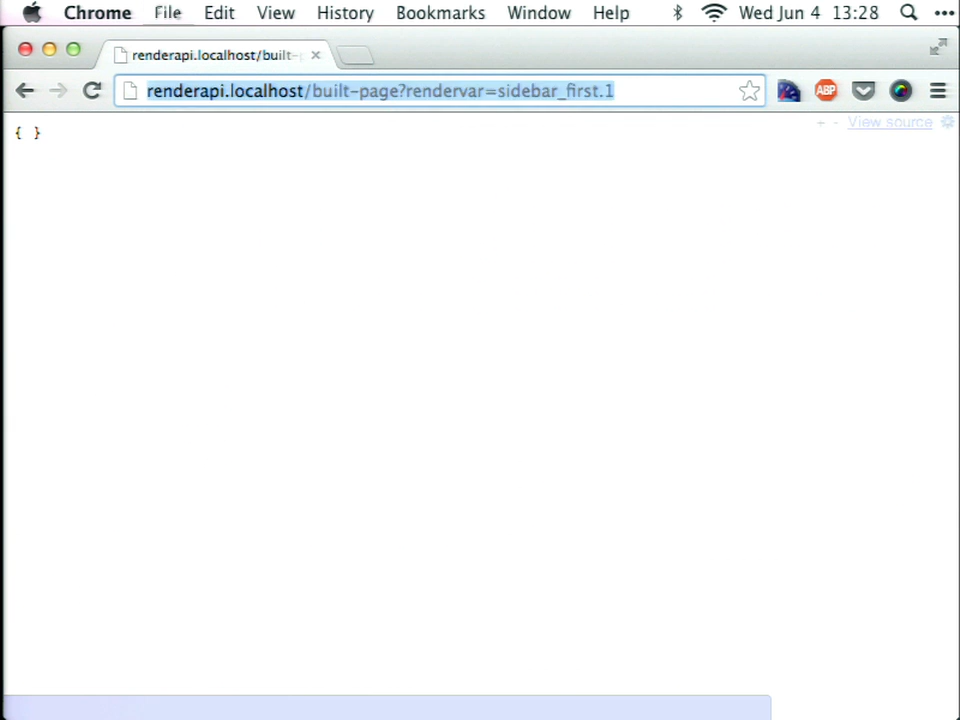 Chrome File Edit View History Bookmarks Window Help Wed Jun 4 13:28
renderapi.localhost/built-
renderapi.localhost/built-page?rendervar=sidebar_first.1
ABP
+ - View source
{ }